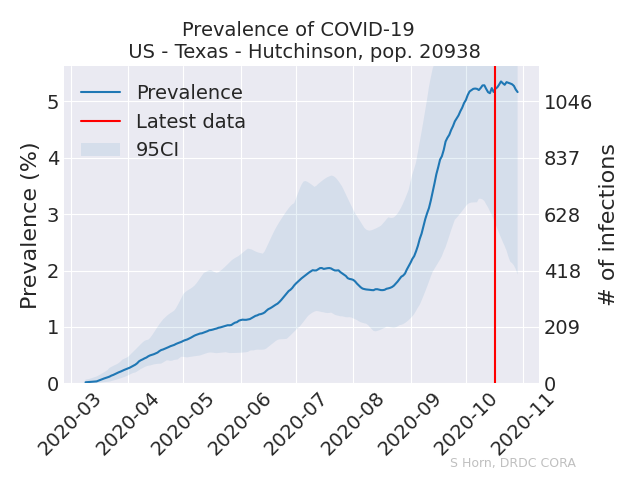 Prevalence of COVID-19
US - Texas - Hutchinson, pop. 20938
Prevalence
Latest data
95CI
Prevalence (%)
5
4
3
2
1
0
1046
837
628
418
209
0
# of infections
2020-03
2020-04
2020-05
2020-06
2020-07
2020-08
2020-09
2020-10
2020-11
S Horn, DRDC CORA